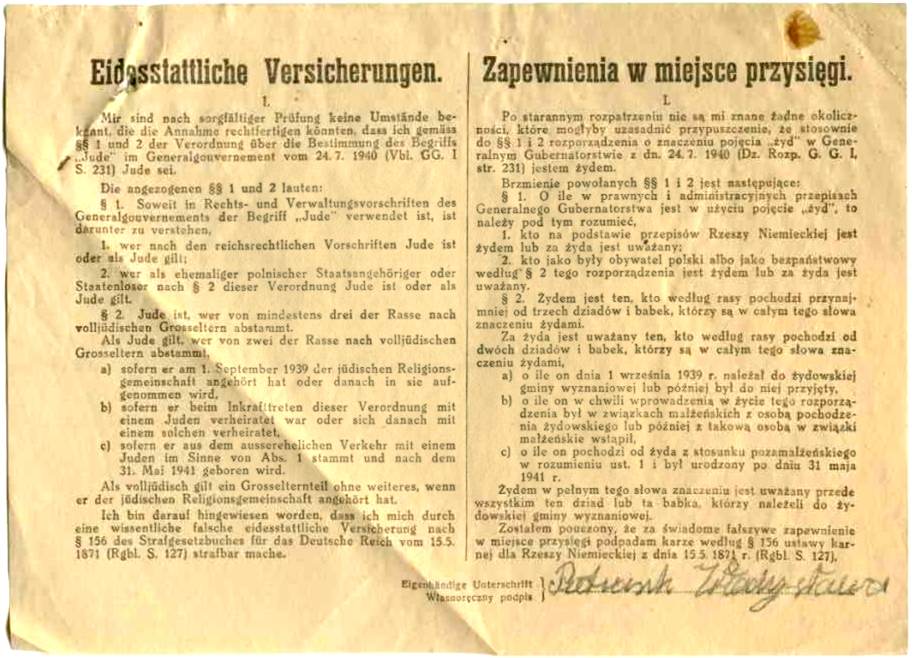 Eidesstattliche Versicherungen.
I.
Mir sind nach sorgfältiger Prüfung keine Umstände be-
kannt, die die Annahme rechtfertigen könnten, dass ich gemäss
§§ 1 und 2 der Verordnung über die Bestimmung des Begriffs
„Jude" im Generalgouvernement vom 24.7. 1940 (Vbl. GG. I
S. 231) Jude sei.
Die angezogenen §§ 1 und 2 lauten:
§ 1. Soweit in Rechts- und Verwaltungsvorschriften des
Generalgouvernements der Begriff „Jude" verwendet ist, ist
darunter zu verstehen,
1. wer nach den reichsrechtlichen Vorschriften Jude ist
oder als Jude gilt;
2. wer als ehemaliger polnischer Staatsangehöriger oder
Staatenloser nach § 2 dieser Verordnung Jude ist oder als
Jude gilt.
§ 2. Jude ist, wer von mindestens drei der Rasse nach
volljüdischen Grosseltern abstammt.
Als Jude gilt, wer von zwei der Rasse nach volljüdischen
Grosseltern abstammt,
a) sofern er am 1. September 1939 der jüdischen Religions-
gemeinschaft angehört hat oder danach in sie auf-
genommen wird,
b) sofern er beim Inkrafttreten dieser Verordnung mit
einem Juden verheiratet war oder sich danach mit
einem solchen verheiratet,
c) sofern er aus dem ausserehelichen Verkehr mit einem
Juden im Sinne von Abs. 1 stammt und nach dem
31. Mai 1941 geboren wird.
Als volljüdisch gilt ein Grosselternteil ohne weiteres, wenn
er der jüdischen Religionsgemeinschaft angehört hat.
Ich bin darauf hingewiesen worden, dass ich mich durch
eine wissentliche falsche eidesstattliche Versicherung nach
§ 156 des Strafgesetzbuches für das Deutsche Reich vom 15.5.
1871 (Rgbl. S. 127) strafbar mache.
Zapewnienia w miejsce przysięgi.
I.
Po starannym rozpatrzeniu nie są mi znane żadne okolicz-
ności, które mogłyby uzasadnić przypuszczenie, że stosownie
do §§ 1 i 2 rozporządzenia o znaczeniu pojęcia „żyd" w Gene-
ralnym Gubernatorstwie z dn. 24. 7. 1940 (Dz. Rozp. G. G. I,
str. 231) jestem żydem.
Brzmienie powołanych §§ 1 i 2 jest następujące:
§ 1. O ile w prawnych i administracyjnych przepisach
Generalnego Gubernatorstwa jest w użyciu pojęcie „żyd", to
należy pod tym rozumieć,
1. kto na podstawie przepisów Rzeszy Niemieckiej jest
żydem lub za żyda jest uważany;
2. kto jako były obywatel polski albo jako bezpaństwowy
według § 2 tego rozporządzenia jest żydem lub za żyda jest
uważany.
§ 2. Żydem jest ten, kto według rasy pochodzi przynaj-
mniej od trzech dziadów i babek, którzy są w całym tego słowa
znaczeniu żydami.
Za żyda jest uważany ten, kto według rasy pochodzi od
dwóch dziadów i babek, którzy są w całym tego słowa zna-
czeniu żydami,
a) o ile on dnia 1 września 1939 r. należał do żydowskiej
gminy wyznaniowej lub później był do niej przyjęty,
b) o ile on w chwili wprowadzenia w życie tego rozporzą-
dzenia był w związkach małżeńskich z osobą pochodze-
nia żydowskiego lub później z takową osobą w związki
małżeńskie wstąpił,
c) o ile on pochodzi od żyda z stosunku pozamałżeńskiego
w rozumieniu ust. 1 i był urodzony po dniu 31 maja
1941 r.
Żydem w pełnym tego słowa znaczeniu jest uważany przede
wszystkim ten dziad lub ta babka, którzy należeli do ży-
dowskiej gminy wyznaniowej.
Zostałem pouczony, że za świadome fałszywe zapewnienie
w miejsce przysięgi podpadam karze według § 156 ustawy kar-
nej dla Rzeszy Niemieckiej z dnia 15.5. 1871 r. (Rgbl. S. 127),
Eigenhändige Unterschrift
Własnoręczny podpis